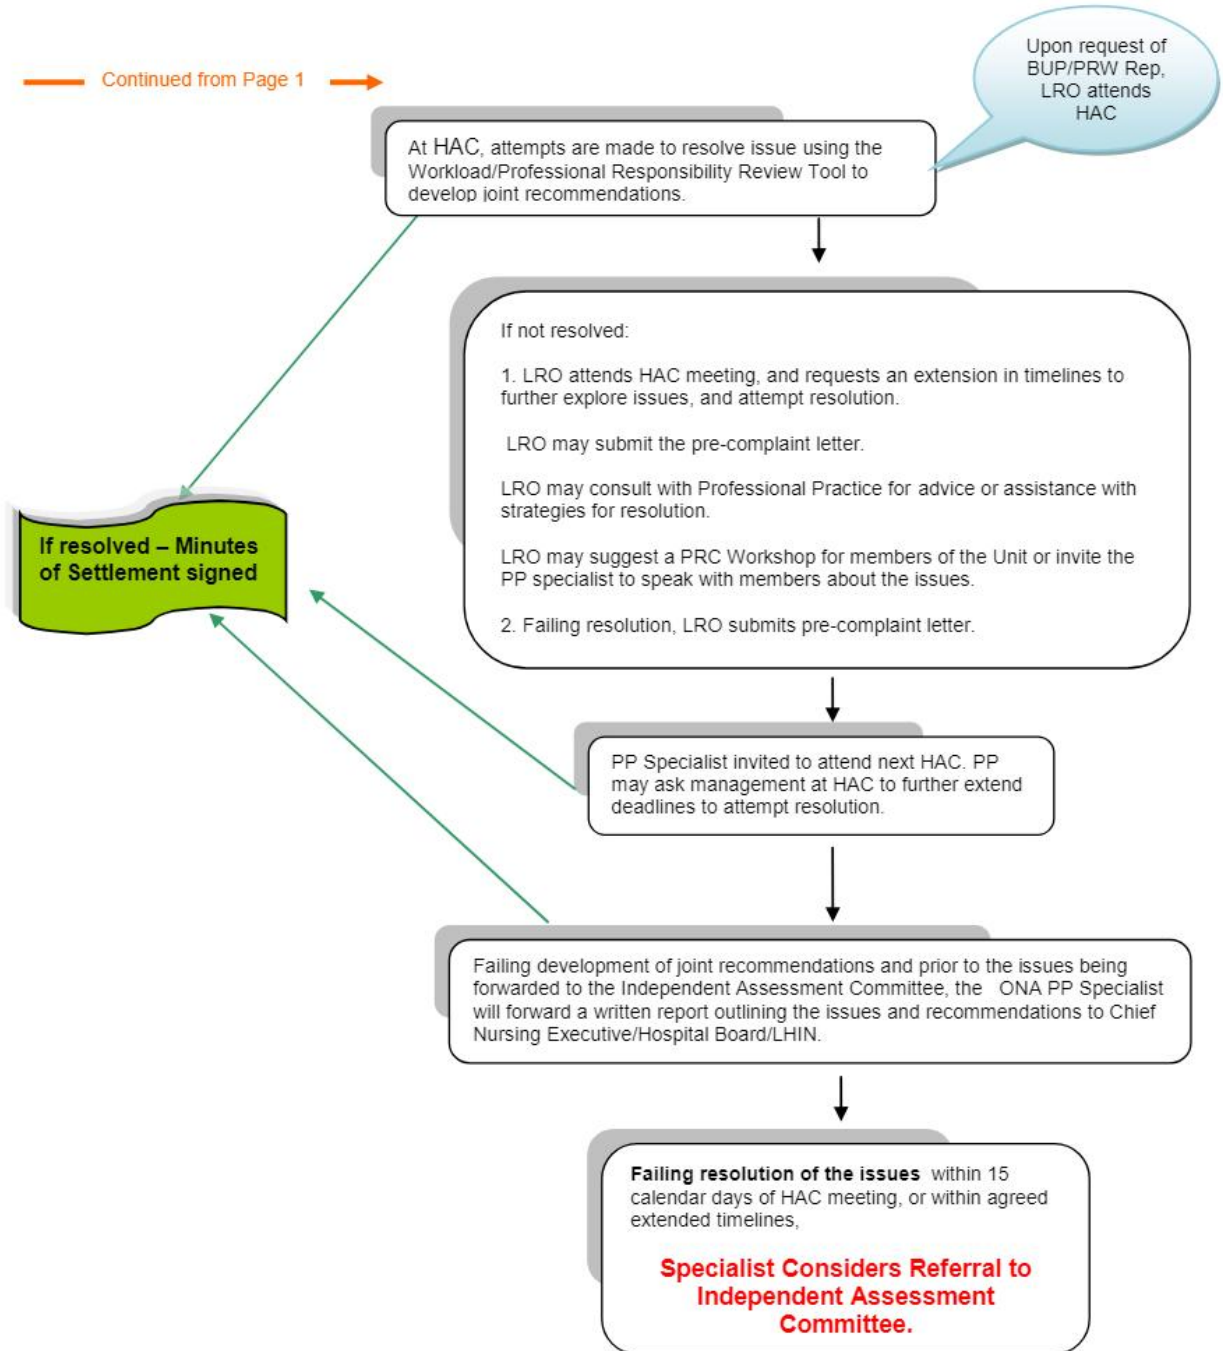 Continued from Page 1
Upon request of
BUP/PRW Rep,
LRO attends
HAC
At HAC, attempts are made to resolve issue using the
Workload/Professional Responsibility Review Tool to
develop joint recommendations.
If not resolved:
1. LRO attends HAC meeting, and requests an extension in timelines to
further explore issues, and attempt resolution.
LRO may submit the pre-complaint letter.
LRO may consult with Professional Practice for advice or assistance with
strategies for resolution.
LRO may suggest a PRC Workshop for members of the Unit or invite the
PP specialist to speak with members about the issues.
2. Failing resolution, LRO submits pre-complaint letter.
If resolved – Minutes
of Settlement signed
PP Specialist invited to attend next HAC. PP
may ask management at HAC to further extend
deadlines to attempt resolution.
Failing development of joint recommendations and prior to the issues being
forwarded to the Independent Assessment Committee, the ONA PP Specialist
will forward a written report outlining the issues and recommendations to Chief
Nursing Executive/Hospital Board/LHIN.
Failing resolution of the issues within 15
calendar days of HAC meeting, or within agreed
extended timelines,
Specialist Considers Referral to
Independent Assessment
Committee.